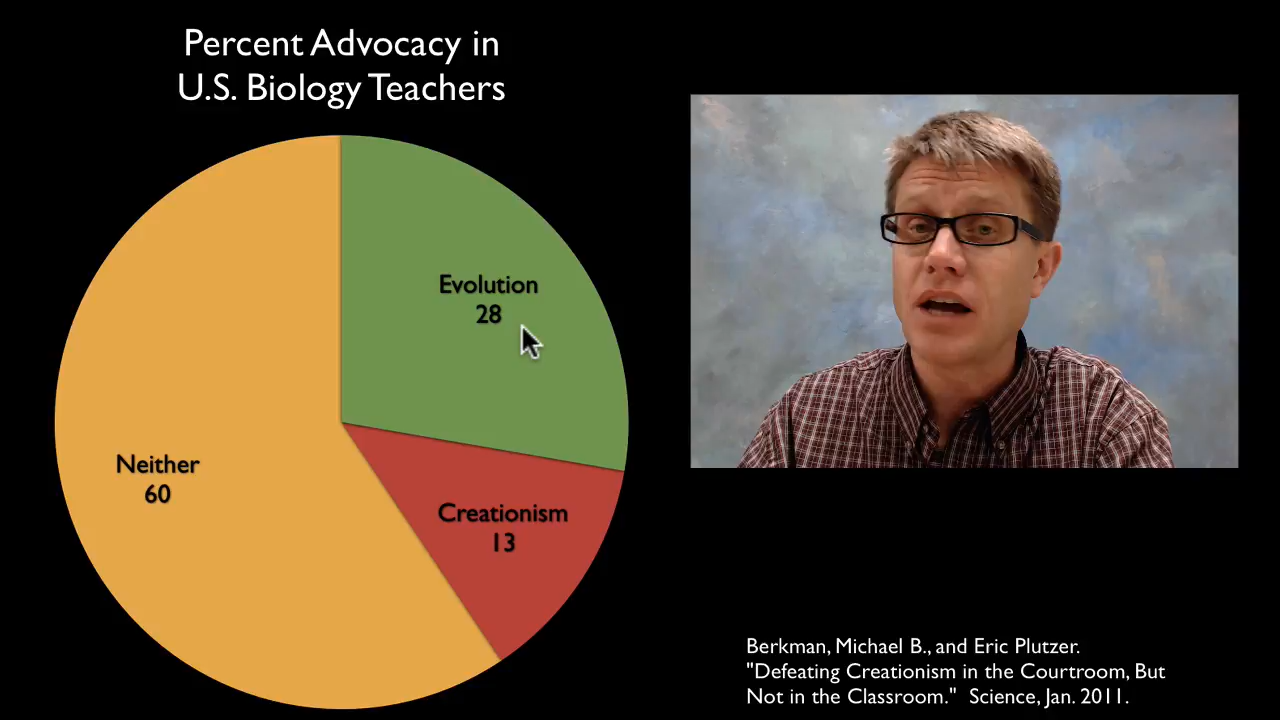 Percent Advocacy in
U.S. Biology Teachers
Evolution
28
Neither
60
Creationism
13
Berkman, Michael B., and Eric Plutzer.
"Defeating Creationism in the Courtroom, But
Not in the Classroom."  Science, Jan. 2011.